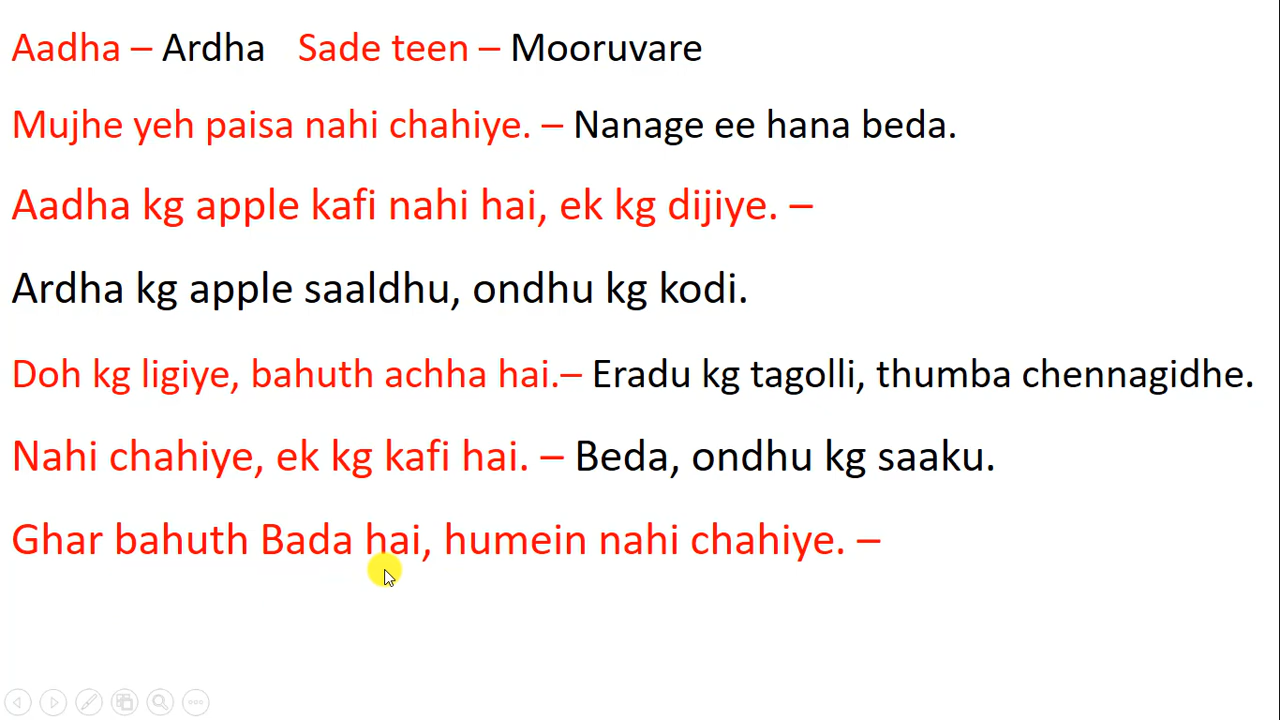 Aadha – Ardha Sade teen – Mooruvare
Mujhe yeh paisa nahi chahiye. – Nanage ee hana beda.
Aadha kg apple kafi nahi hai, ek kg dijiye. –
Ardha kg apple saaldhu, ondhu kg kodi.
Doh kg ligiye, bahuth achha hai.– Eradu kg tagolli, thumba chennagidhe.
Nahi chahiye, ek kg kafi hai. – Beda, ondhu kg saaku.
Ghar bahuth Bada hai, humein nahi chahiye. –